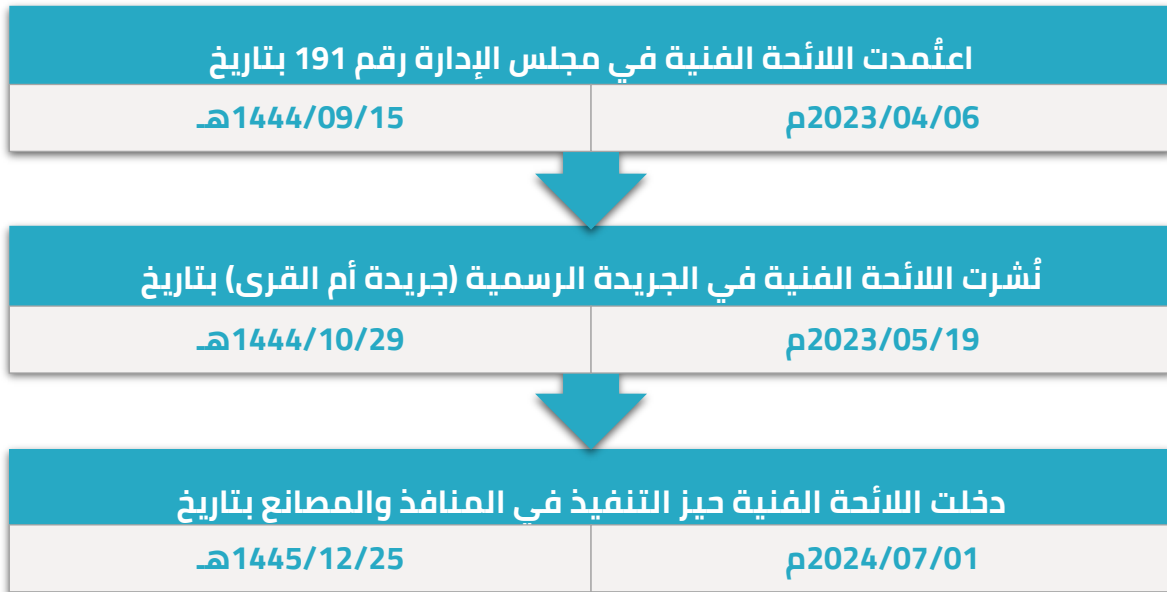 اعتُمدت اللائحة الفنية في مجلس الإدارة رقم 191 بتاريخ
2023/04/06م 1444/09/15هـ
نُشرت اللائحة الفنية في الجريدة الرسمية (جريدة أم القرى) بتاريخ
2023/05/19م 1444/10/29هـ
دخلت اللائحة الفنية حيز التنفيذ في المنافذ والمصانع بتاريخ
2024/07/01م 1445/12/25هـ